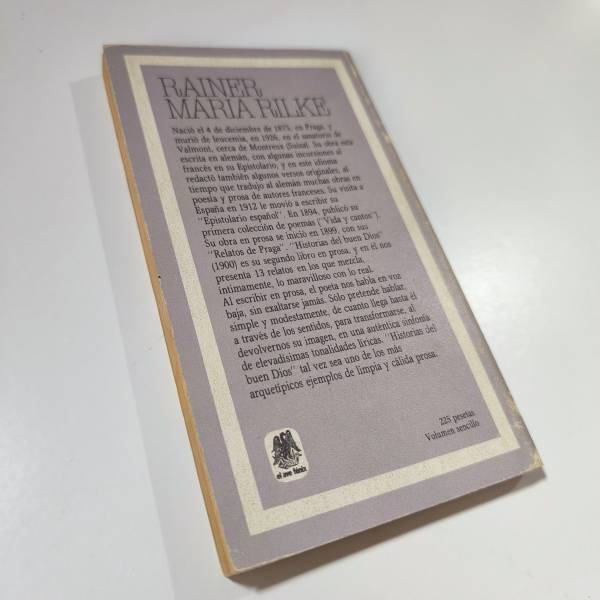 RAINER
MARIA RILKE
Nació el 4 de diciembre de 1875, en Praga, y
murió de leucemia, en 1926, en el sanatorio de
Valmont, cerca de Montreux (Suiza). Su obra está
escrita en alemán, con algunas incursiones al
francés en su Epistolario, y en este idioma
redactó también algunos versos originales, al
tiempo que tradujo al alemán muchas obras en
poesía y prosa de autores franceses. Su visita a
España en 1912 le movió a escribir su
"Epistolario español". En 1894, publicó su
primera colección de poemas ("Vida y cantos").
Su obra en prosa se inició en 1899, con sus
"Relatos de Praga". "Historias del buen Dios"
(1900) es su segundo libro en prosa, y en él nos
presenta 13 relatos en los que mezcla,
íntimamente, lo maravilloso con lo real.
Al escribir en prosa, el poeta nos habla en voz
baja, sin exaltarse jamás. Sólo pretende hablar,
simple y modestamente, de cuanto llega hasta él
a través de los sentidos, para transformarse, al
devolvernos su imagen, en una auténtica sinfonía
de elevadísimas tonalidades líricas. "Historias del
buen Dios" tal vez sea uno de los más
arquetípicos ejemplos de limpia y cálida prosa.
225 pesetas
Volumen sencillo
el ave fénix